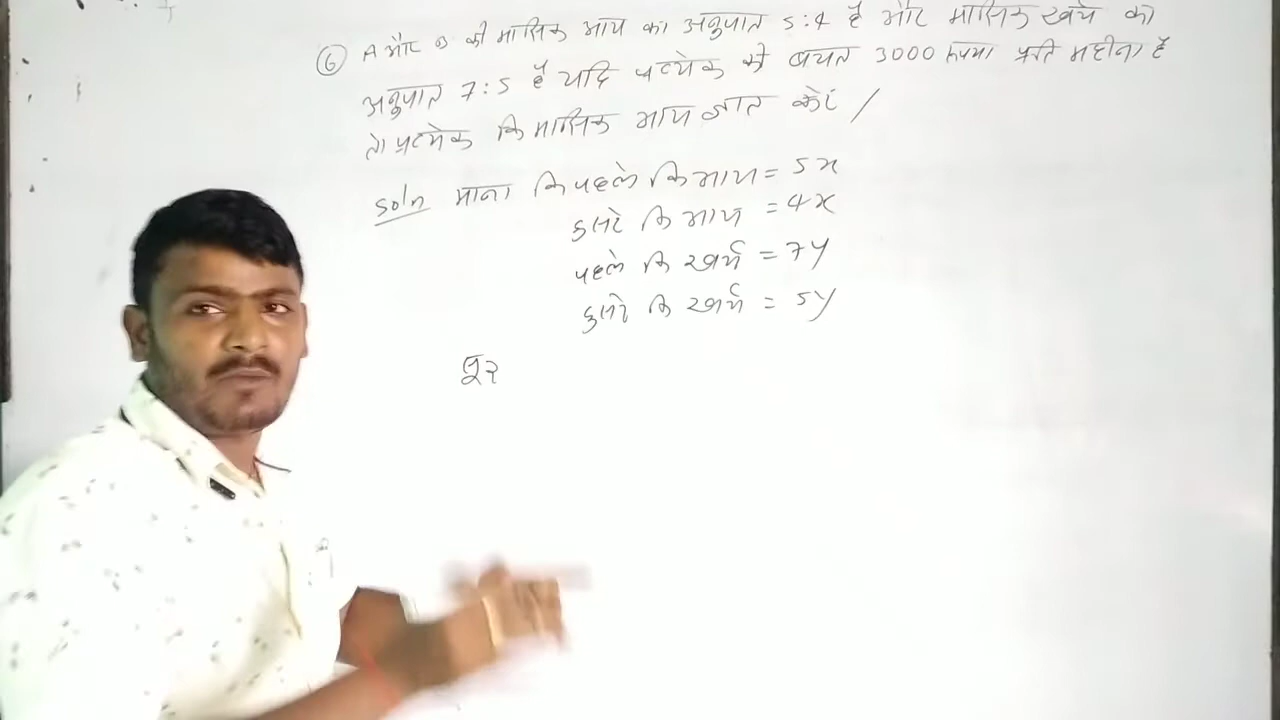 ⑥ A और B की मासिक आय का अनुपात 5:4 है और मासिक खर्च का
अनुपात 7:5 है यदि प्रत्येक की बचत 3000 रुपया प्रति महीना है
तो प्रत्येक कि मासिक आय ज्ञात करें /
Soln माना कि पहले कि आय = 5x
दुसरे कि आय = 4x
पहले कि खर्च = 7y
दुसरे कि खर्च = 5y